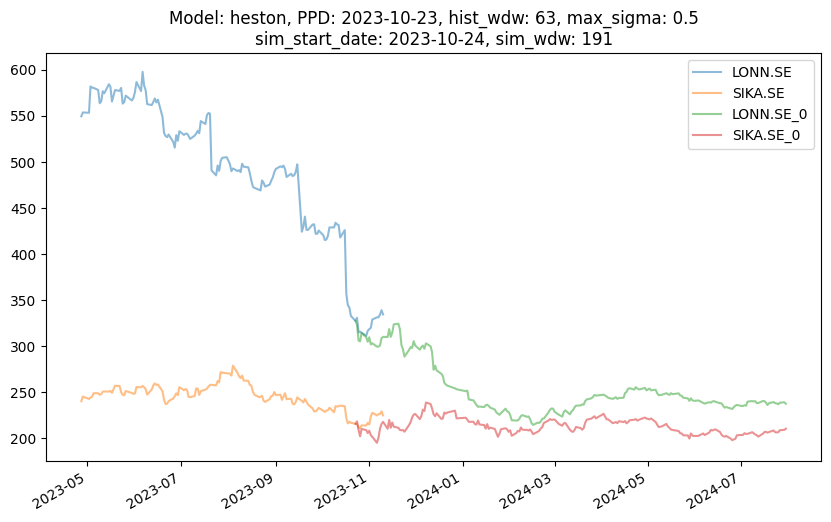 Model: heston, PPD: 2023-10-23, hist_wdw: 63, max_sigma: 0.5
sim_start_date: 2023-10-24, sim_wdw: 191
LONN.SE
SIKA.SE
LONN.SE_0
SIKA.SE_0
600
550
500
450
400
350
300
250
200
2023-05
2023-07
2023-09
2023-11
2024-01
2024-03
2024-05
2024-07